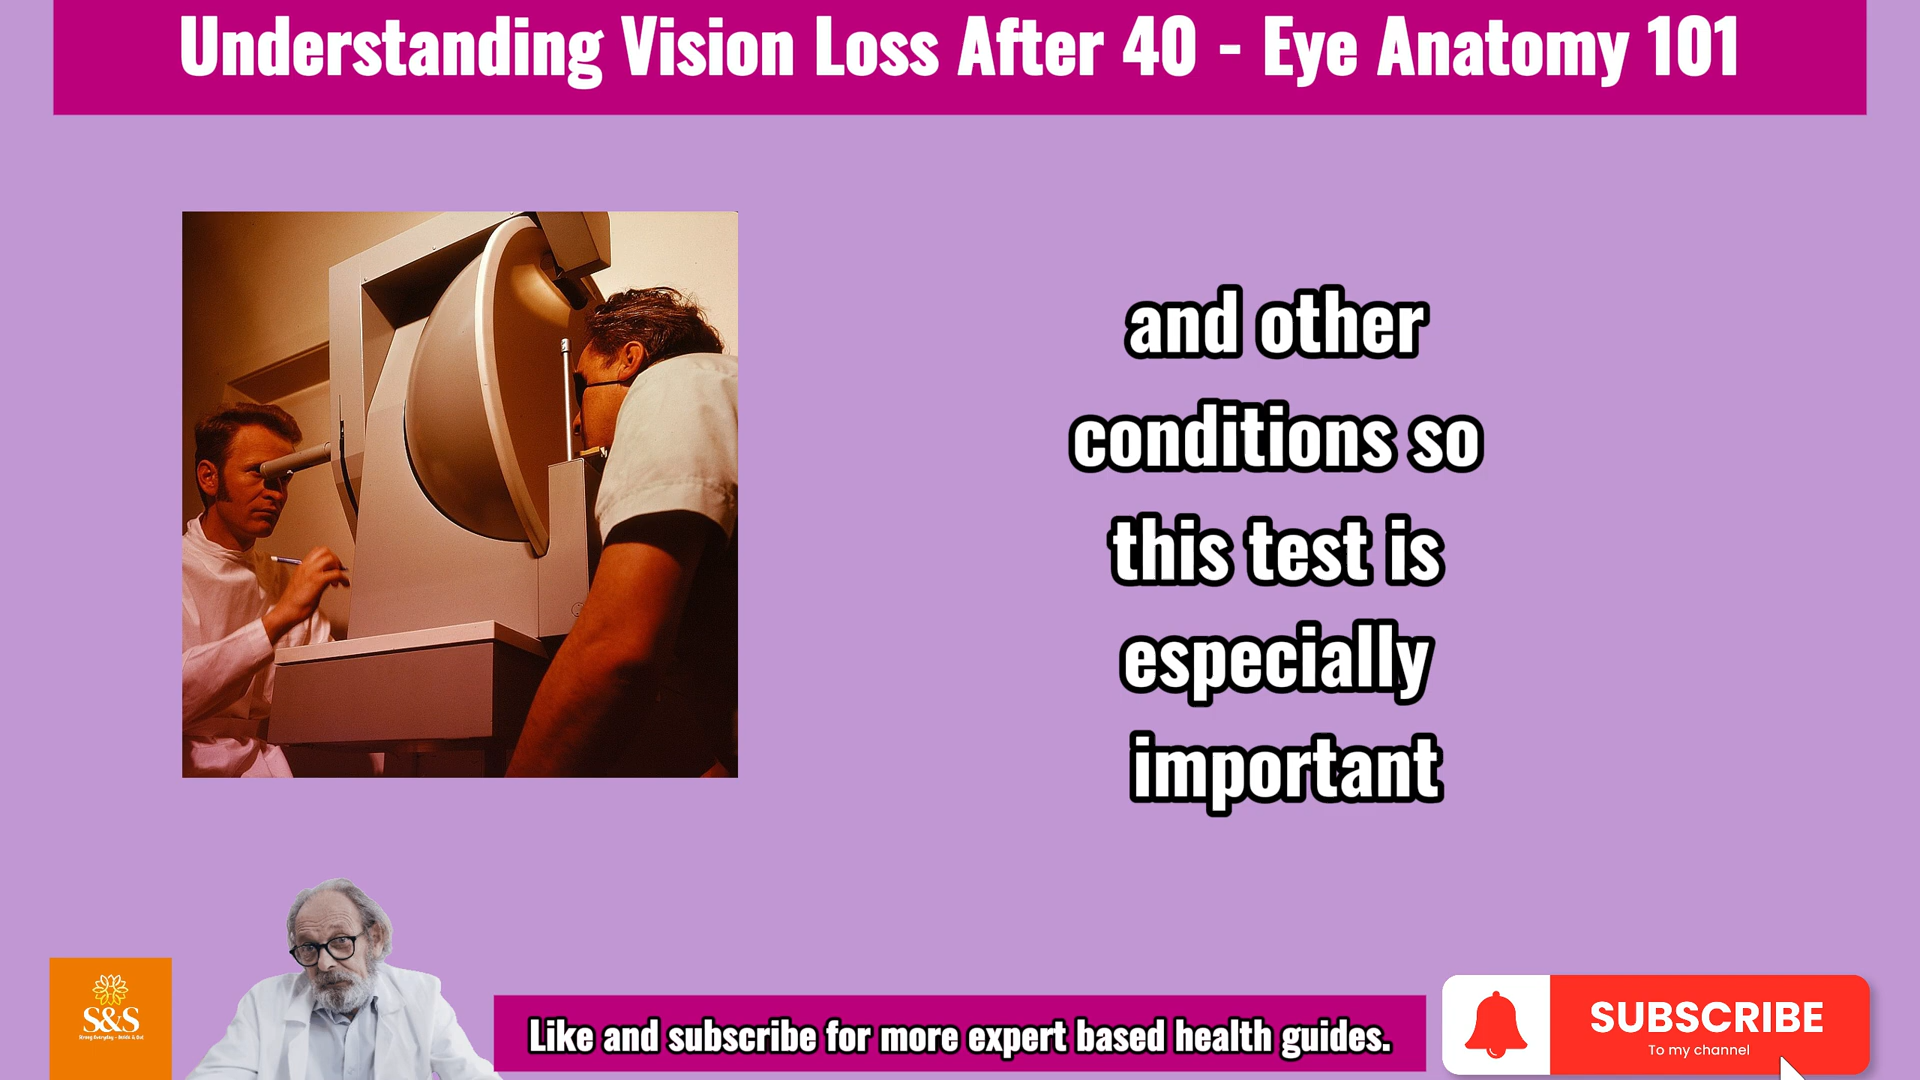 Understanding Vision Loss After 40 - Eye Anatomy 101
and other
conditions so
this test is
especially
important
S&S
Like and subscribe for more expert based health guides.
SUBSCRIBE
To my channel